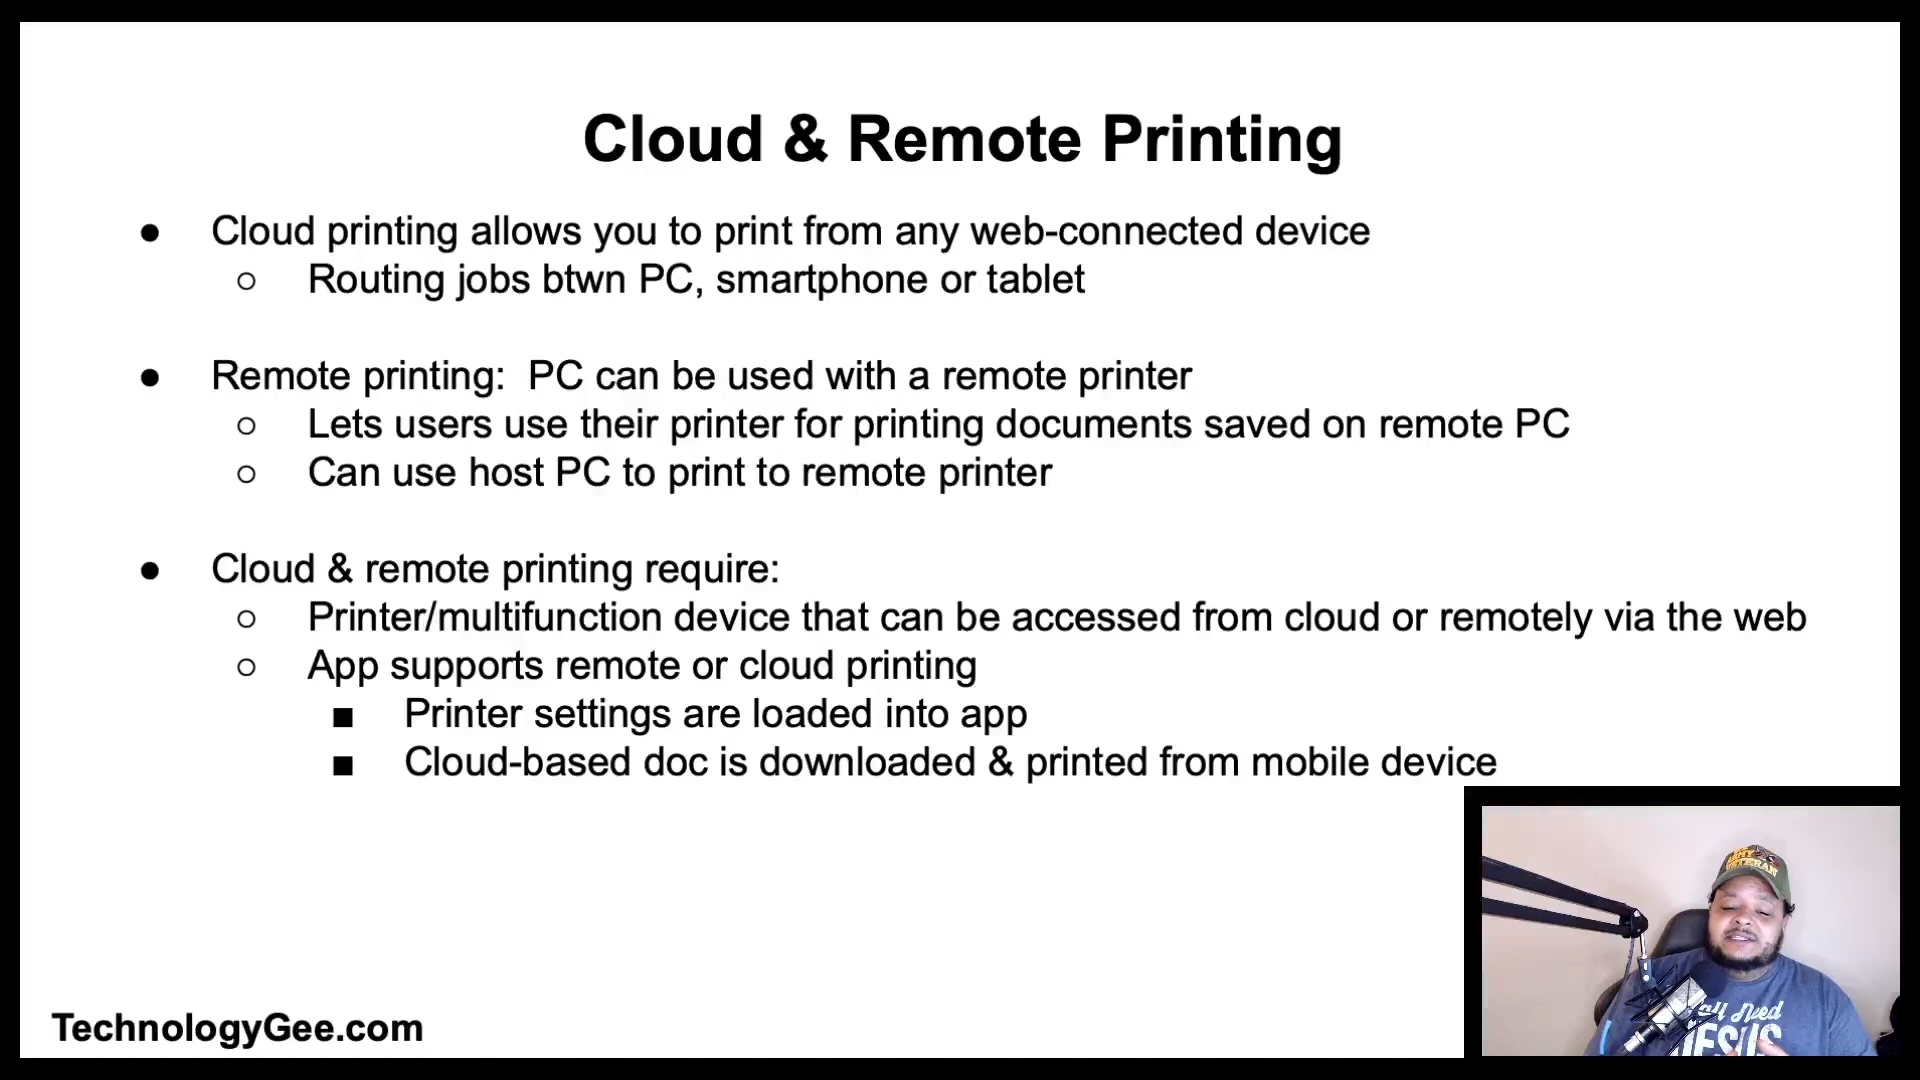 Cloud & Remote Printing
● Cloud printing allows you to print from any web-connected device
○ Routing jobs btwn PC, smartphone or tablet
● Remote printing:  PC can be used with a remote printer
○ Lets users use their printer for printing documents saved on remote PC
○ Can use host PC to print to remote printer
● Cloud & remote printing require:
○ Printer/multifunction device that can be accessed from cloud or remotely via the web
○ App supports remote or cloud printing
■ Printer settings are loaded into app
■ Cloud-based doc is downloaded & printed from mobile device
ARMY
VETERAN
Need
JESUS
TechnologyGee.com